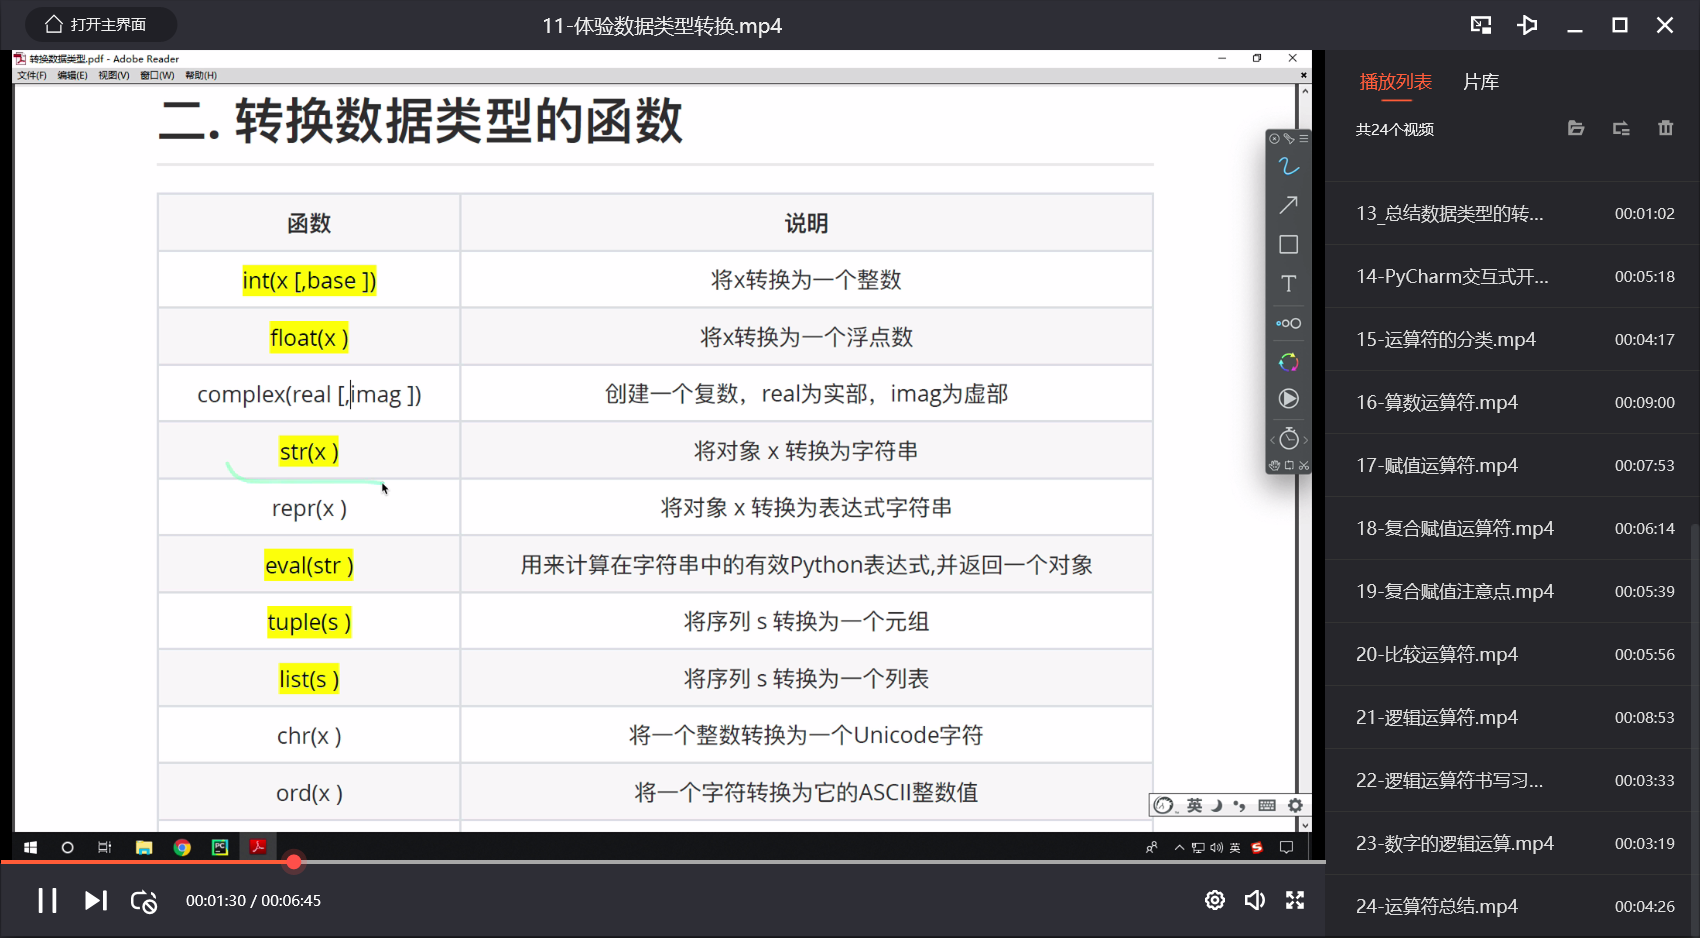 打开主界面
11-体验数据类型转换.mp4
转换数据类型.pdf - Adobe Reader
文件(F) 编辑(E) 视图(V) 窗口(W) 帮助(H)
二. 转换数据类型的函数
函数 说明
int(x [,base ]) 将x转换为一个整数
float(x ) 将x转换为一个浮点数
complex(real [,imag ]) 创建一个复数，real为实部，imag为虚部
str(x ) 将对象 x 转换为字符串
repr(x ) 将对象 x 转换为表达式字符串
eval(str ) 用来计算在字符串中的有效Python表达式,并返回一个对象
tuple(s ) 将序列 s 转换为一个元组
list(s ) 将序列 s 转换为一个列表
chr(x ) 将一个整数转换为一个Unicode字符
ord(x ) 将一个字符转换为它的ASCII整数值
T
英
PC
英
00:01:30 / 00:06:45
播放列表 片库
共24个视频
13_总结数据类型的转... 00:01:02
14-PyCharm交互式开... 00:05:18
15-运算符的分类.mp4 00:04:17
16-算数运算符.mp4 00:09:00
17-赋值运算符.mp4 00:07:53
18-复合赋值运算符.mp4 00:06:14
19-复合赋值注意点.mp4 00:05:39
20-比较运算符.mp4 00:05:56
21-逻辑运算符.mp4 00:08:53
22-逻辑运算符书写习... 00:03:33
23-数字的逻辑运算.mp4 00:03:19
24-运算符总结.mp4 00:04:26